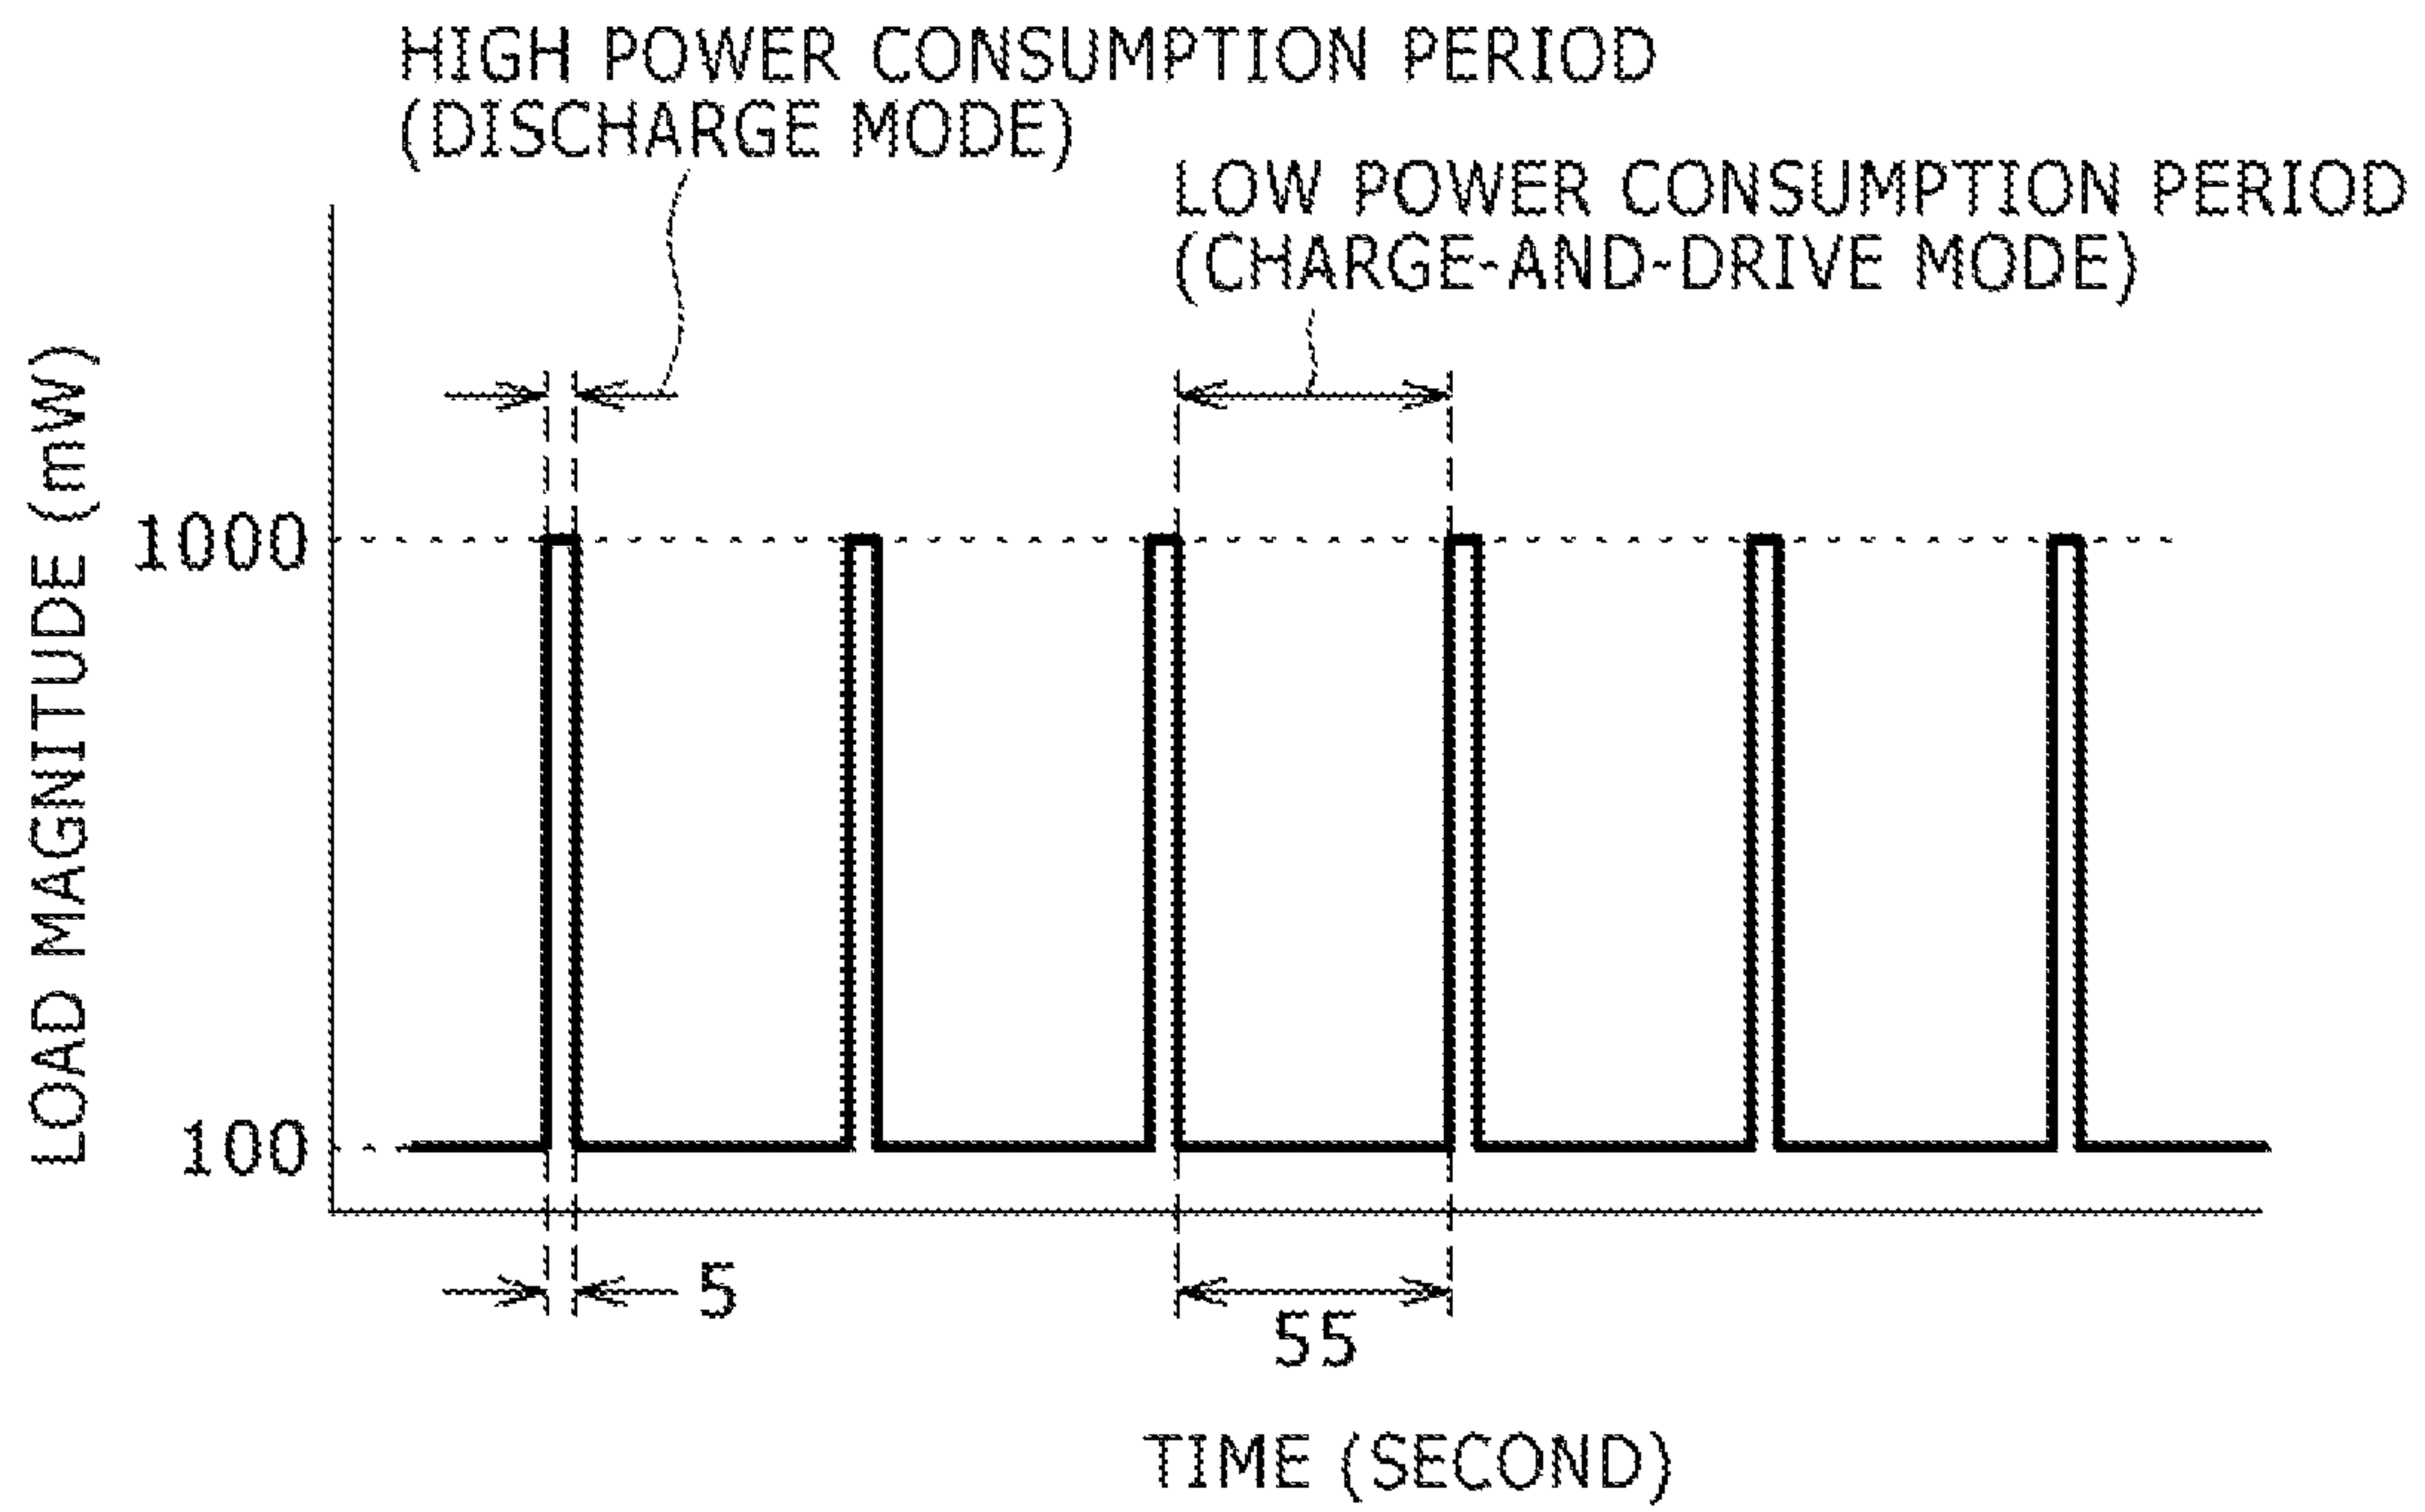 HIGH POWER CONSUMPTION PERIOD
(DISCHARGE MODE)
LOW POWER CONSUMPTION PERIOD
(CHARGE-AND-DRIVE MODE)
LOAD MAGNITUDE (mW)
1000
100
5
55
TIME (SECOND)